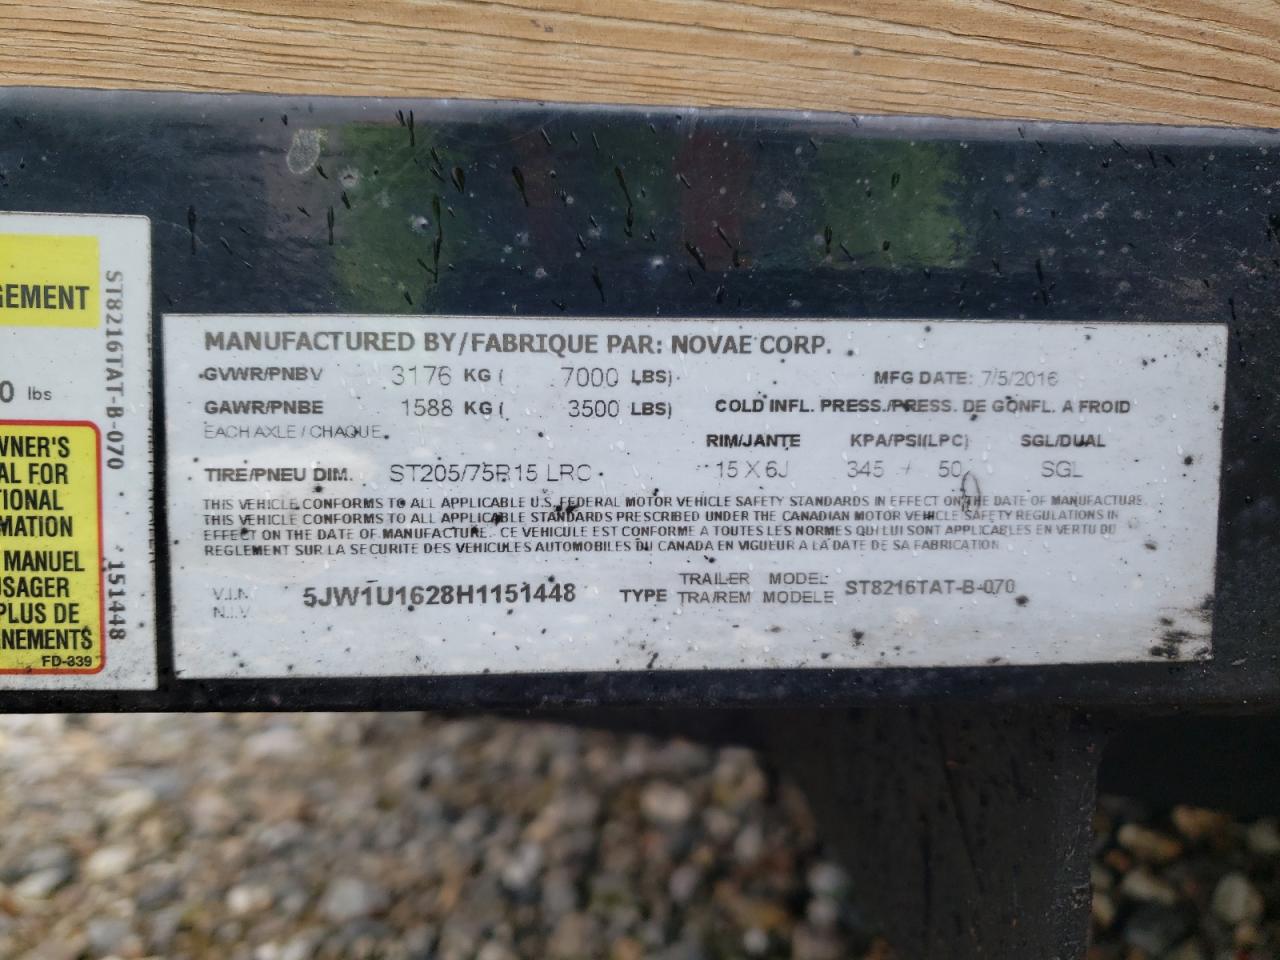 GEMENT
0 lbs
WNER'S
AL FOR
TIONAL
MATION
MANUEL
USAGER
PLUS DE
NEMENTS
FD-339
ST8216TAT-B-070
151448
MANUFACTURED BY/FABRIQUE PAR: NOVAE CORP.
GVWR/PNBV 3176 KG ( 7000 LBS) MFG DATE: 7/5/2016
GAWR/PNBE 1588 KG ( 3500 LBS) COLD INFL. PRESS./PRESS. DE GONFL. A FROID
EACH AXLE / CHAQUE
RIM/JANTE KPA/PSI(LPC) SGL/DUAL
TIRE/PNEU DIM. ST205/75R15 LRC 15 X 6J 345 / 50 SGL
THIS VEHICLE CONFORMS TO ALL APPLICABLE U.S. FEDERAL MOTOR VEHICLE SAFETY STANDARDS IN EFFECT ON THE DATE OF MANUFACTURE.
THIS VEHICLE CONFORMS TO ALL APPLICABLE STANDARDS PRESCRIBED UNDER THE CANADIAN MOTOR VEHICLE SAFETY REGULATIONS IN
EFFECT ON THE DATE OF MANUFACTURE. CE VEHICULE EST CONFORME A TOUTES LES NORMES QUI LUI SONT APPLICABLES EN VERTU DU
REGLEMENT SUR LA SECURITE DES VEHICULES AUTOMOBILES DU CANADA EN VIGUEUR A LA DATE DE SA FABRICATION
V.I.N. 5JW1U1628H1151448 TYPE TRAILER MODEL: ST8216TAT-B-070
N.I.V. TRA/REM MODELE